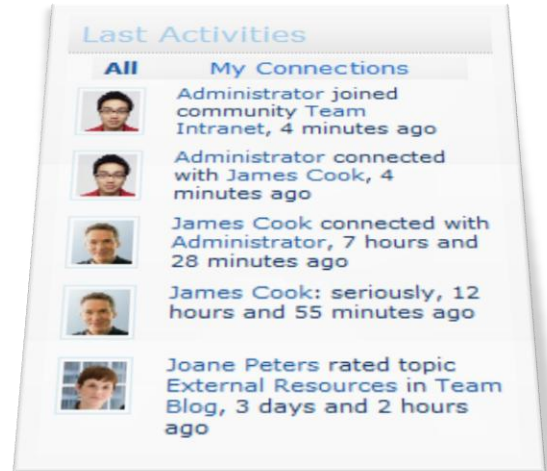 Last Activities
All My Connections
Administrator joined
community Team
Intranet, 4 minutes ago
Administrator connected
with James Cook, 4
minutes ago
James Cook connected with
Administrator, 7 hours and
28 minutes ago
James Cook: seriously, 12
hours and 55 minutes ago
Joane Peters rated topic
External Resources in Team
Blog, 3 days and 2 hours
ago